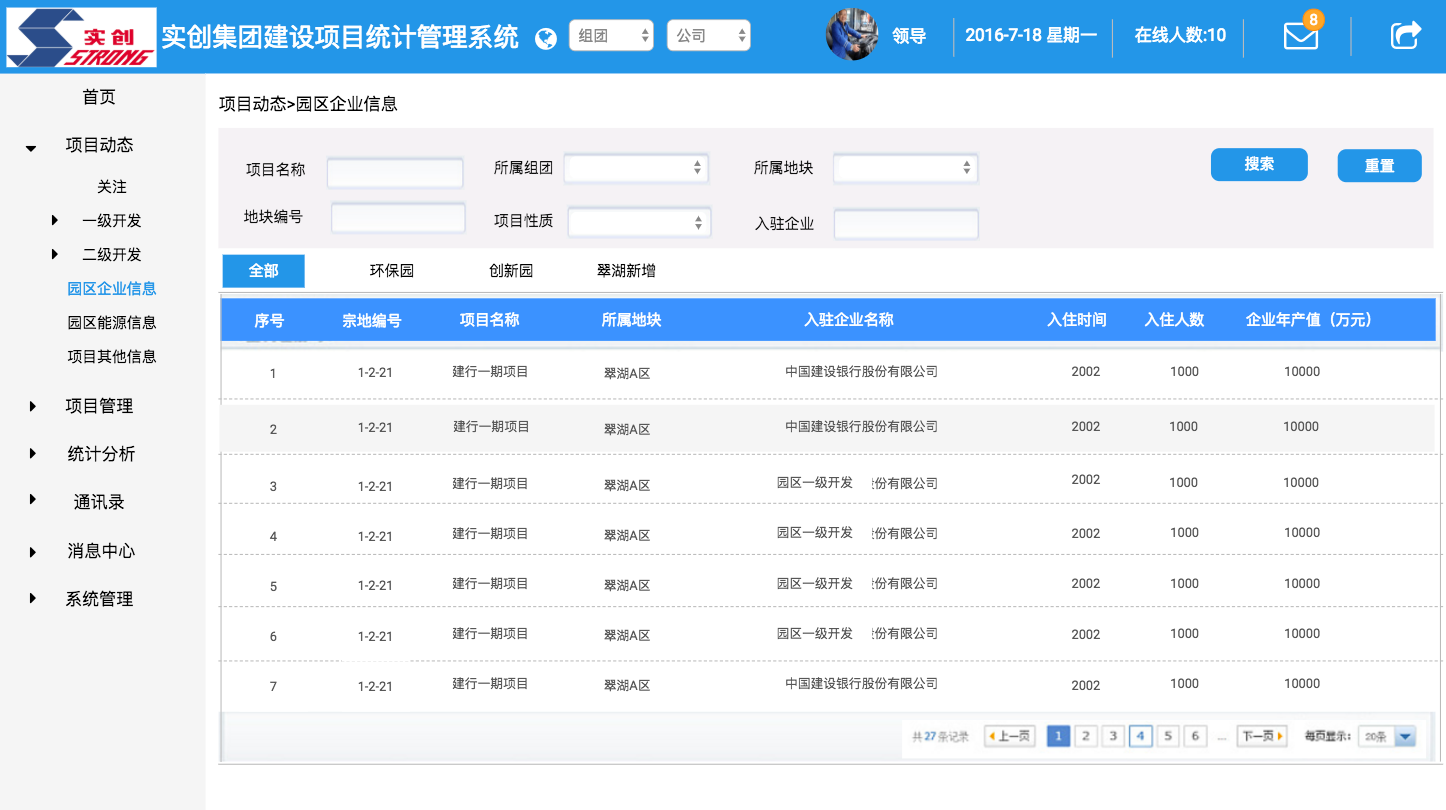 实创
STRONG
实创集团建设项目统计管理系统
组团
公司
领导
2016-7-18 星期一
在线人数:10
8
首页
项目动态
关注
一级开发
二级开发
园区企业信息
园区能源信息
项目其他信息
项目管理
统计分析
通讯录
消息中心
系统管理
项目动态>园区企业信息
项目名称
所属组团
所属地块
搜索
重置
地块编号
项目性质
入驻企业
全部
环保园
创新园
翠湖新增
序号 宗地编号 项目名称 所属地块 入驻企业名称 入住时间 入住人数 企业年产值（万元）
1 1-2-21 建行一期项目 翠湖A区 中国建设银行股份有限公司 2002 1000 10000
2 1-2-21 建行一期项目 翠湖A区 中国建设银行股份有限公司 2002 1000 10000
3 1-2-21 建行一期项目 翠湖A区 园区一级开发 份有限公司 2002 1000 10000
4 1-2-21 建行一期项目 翠湖A区 园区一级开发 份有限公司 2002 1000 10000
5 1-2-21 建行一期项目 翠湖A区 园区一级开发 份有限公司 2002 1000 10000
6 1-2-21 建行一期项目 翠湖A区 园区一级开发 份有限公司 2002 1000 10000
7 1-2-21 建行一期项目 翠湖A区 中国建设银行股份有限公司 2002 1000 10000
共27条记录 上一页 1 2 3 4 5 6 ... 下一页 每页显示: 20条